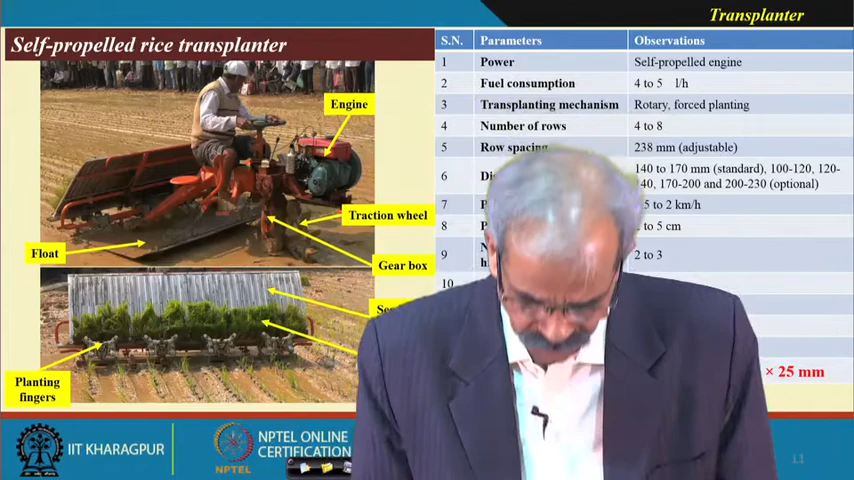 Transplanter
Self-propelled rice transplanter
Engine
Traction wheel
Float
Gear box
Planting
fingers
S.N. Parameters Observations
1 Power Self-propelled engine
2 Fuel consumption 4 to 5 l/h
3 Transplanting mechanism Rotary, forced planting
4 Number of rows 4 to 8
5 Row spacing 238 mm (adjustable)
6 140 to 170 mm (standard), 100-120, 120-
40, 170-200 and 200-230 (optional)
7 5 to 2 km/h
8 to 5 cm
9 2 to 3
10
× 25 mm
IIT KHARAGPUR
NPTEL
NPTEL ONLINE
CERTIFICATION
11